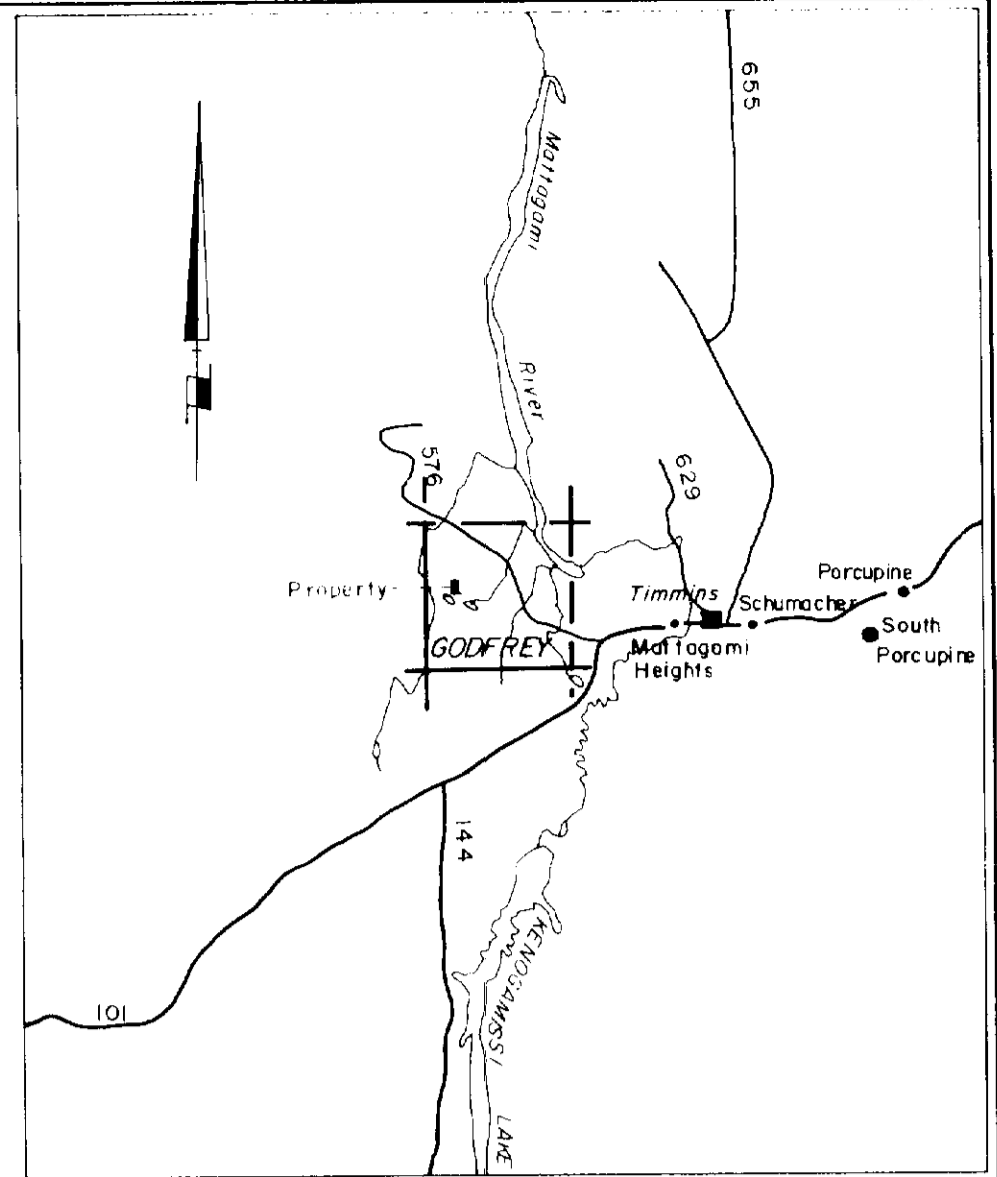 655
Mattagami
River
576
629
Property-
Timmins
Schumacher
Porcupine
South
Porcupine
Mattagami
Heights
GODFREY
144
KENOGAMISSI
LAKE
101